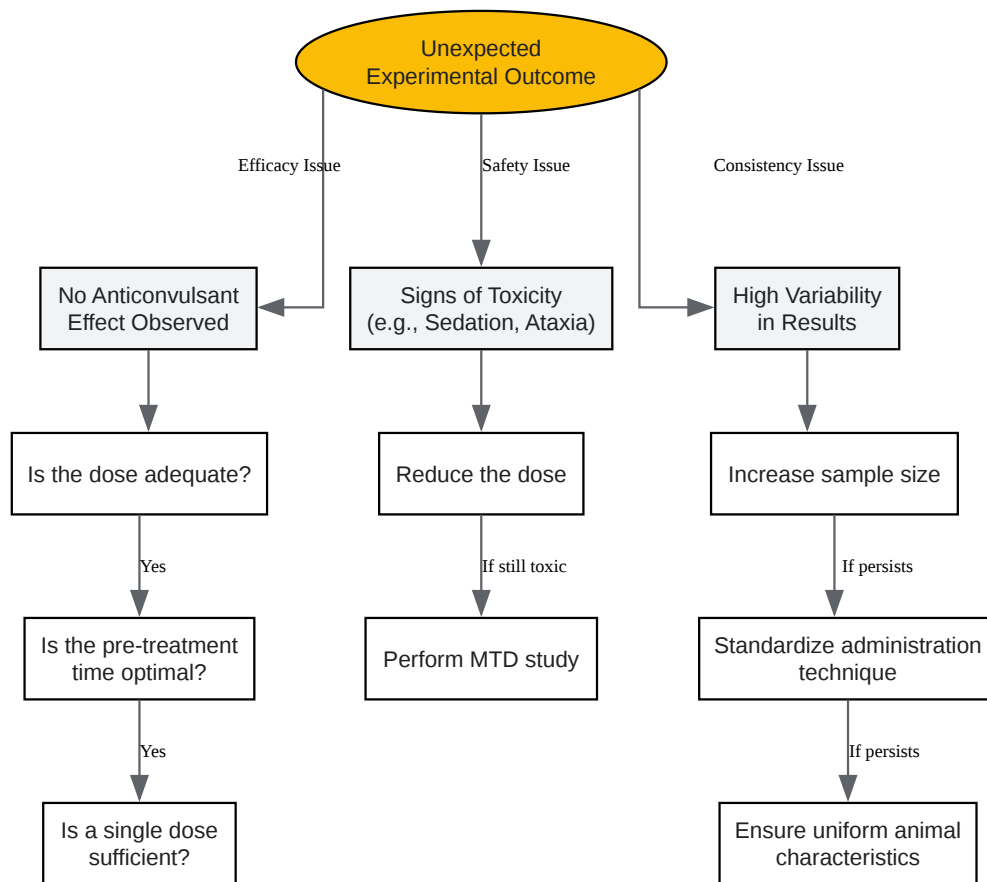 Unexpected
Experimental Outcome
Efficacy Issue
Safety Issue
Consistency Issue
No Anticonvulsant
Effect Observed
Signs of Toxicity
(e.g., Sedation, Ataxia)
High Variability
in Results
Is the dose adequate?
Reduce the dose
Increase sample size
Yes
If still toxic
If persists
Is the pre-treatment
time optimal?
Perform MTD study
Standardize administration
technique
Yes
If persists
Is a single dose
sufficient?
Ensure uniform animal
characteristics